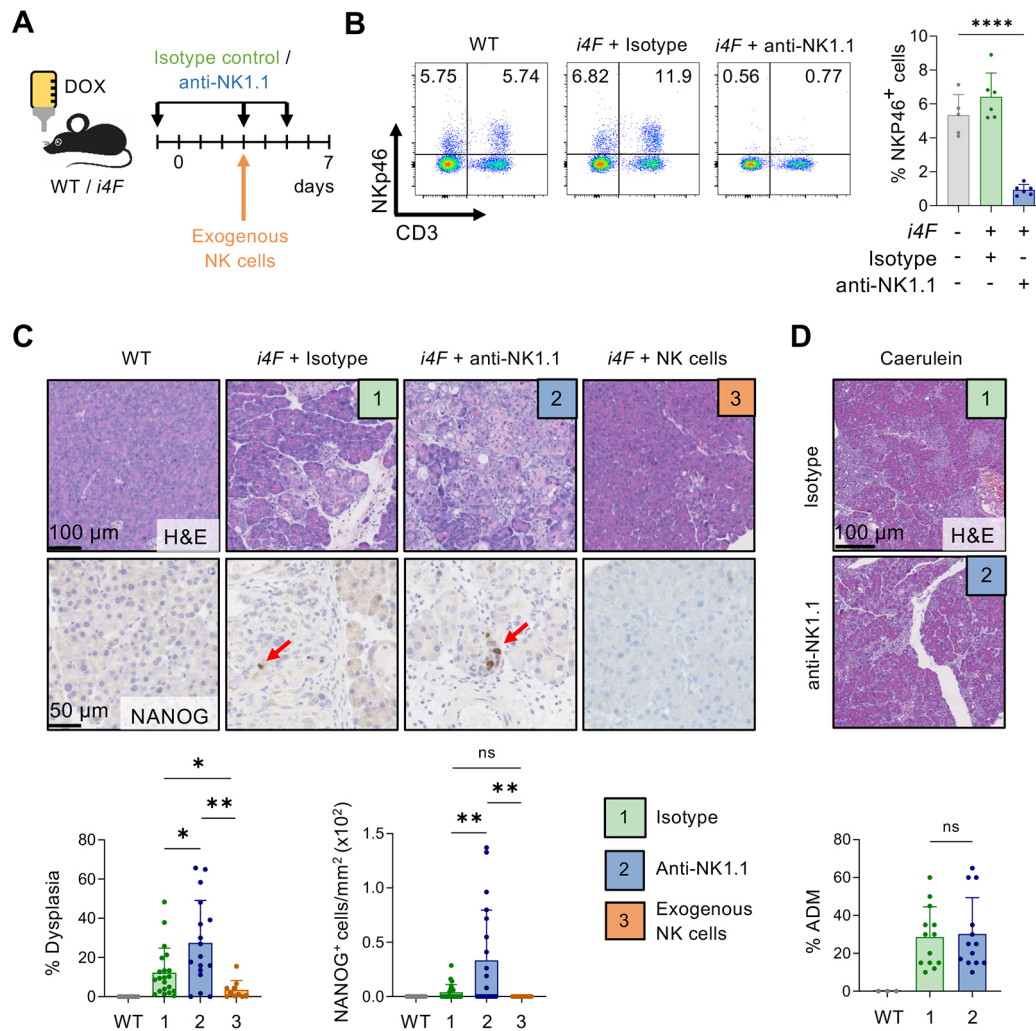 A
DOX
WT / i4F
Isotype control /
anti-NK1.1
0
7
days
Exogenous
NK cells
B
WT
i4F + Isotype
i4F + anti-NK1.1
5.75
5.74
6.82
11.9
0.56
0.77
NKp46
CD3
****
% NKP46+ cells
10
8
6
4
2
0
i4F - + +
Isotype - + -
anti-NK1.1 - - +
C
WT
i4F + Isotype
i4F + anti-NK1.1
i4F + NK cells
1
2
3
100 µm
H&E
50 µm
NANOG
D
Caerulein
Isotype
1
100 µm
H&E
anti-NK1.1
2
% Dysplasia
80
60
40
20
0
*
**
*
WT 1 2 3
NANOG+ cells/mm2 (x102)
1.5
1.0
0.5
0.0
ns
**
**
WT 1 2 3
1 Isotype
2 Anti-NK1.1
3 Exogenous
NK cells
% ADM
80
60
40
20
0
ns
WT 1 2